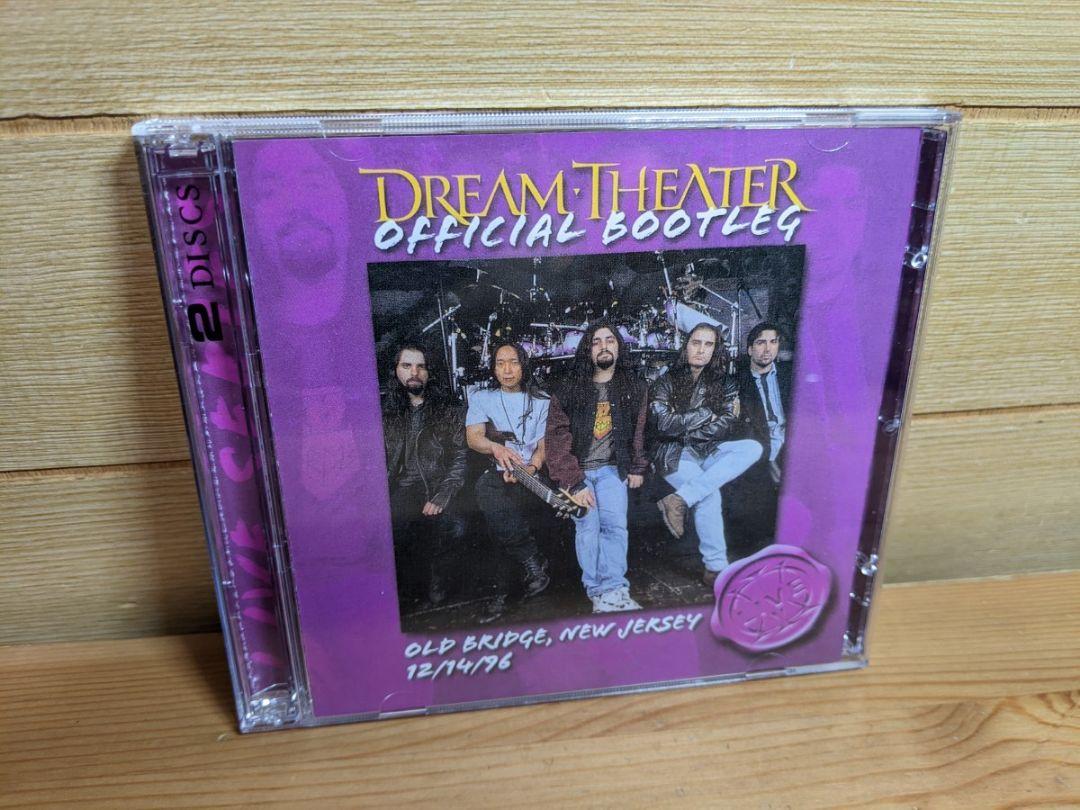 DREAM THEATER
OFFICIAL BOOTLEG
2 DISCS
OLD BRIDGE, NEW JERSEY
12/14/96